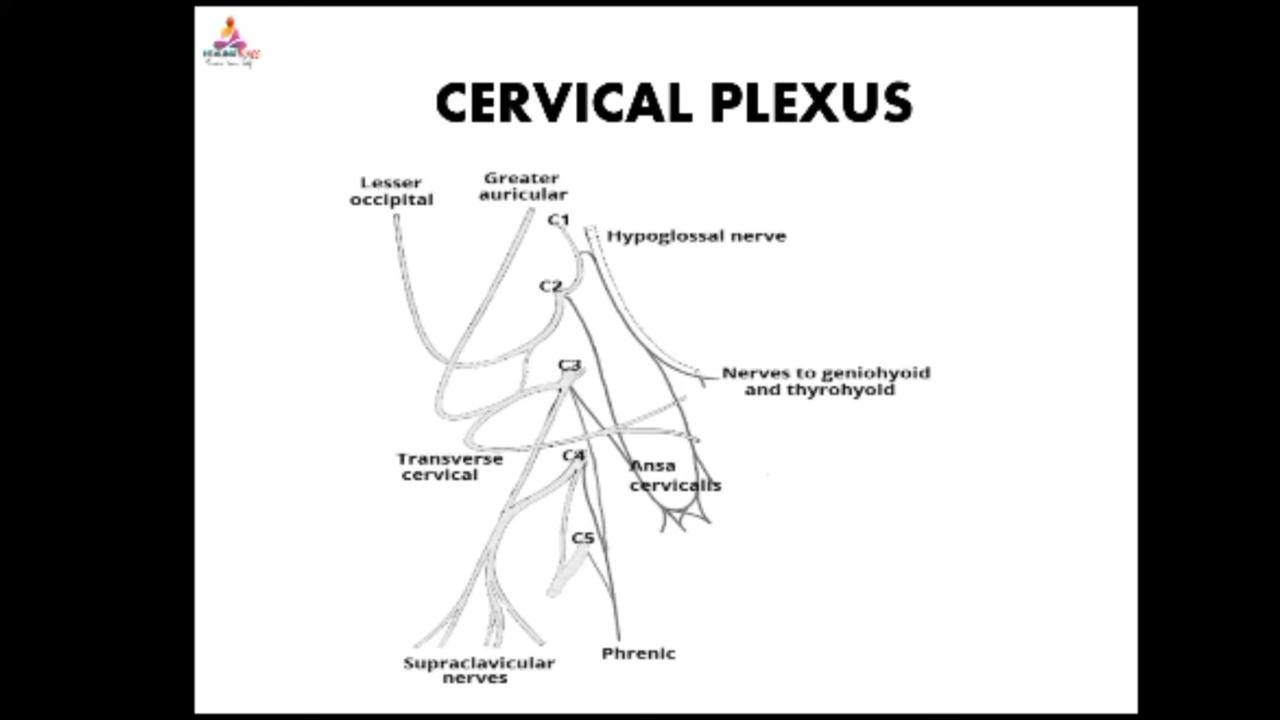 CERVICAL PLEXUS
Lesser
occipital
Greater
auricular
C1
Hypoglossal nerve
C2
C3
Nerves to geniohyoid
and thyrohyoid
Transverse
cervical
C4
Ansa
cervicalis
C5
Phrenic
Supraclavicular
nerves